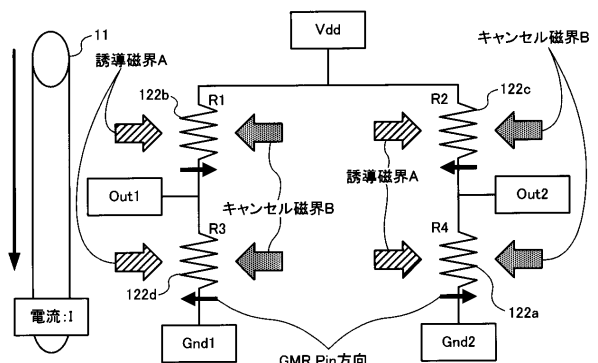 11
Vdd
キャンセル磁界B
誘導磁界A
122b
R1
R2
122c
Out1
誘導磁界A
Out2
キャンセル磁界B
R3
R4
122d
122a
電流:I
Gnd1
Gnd2
GMR Pin方向